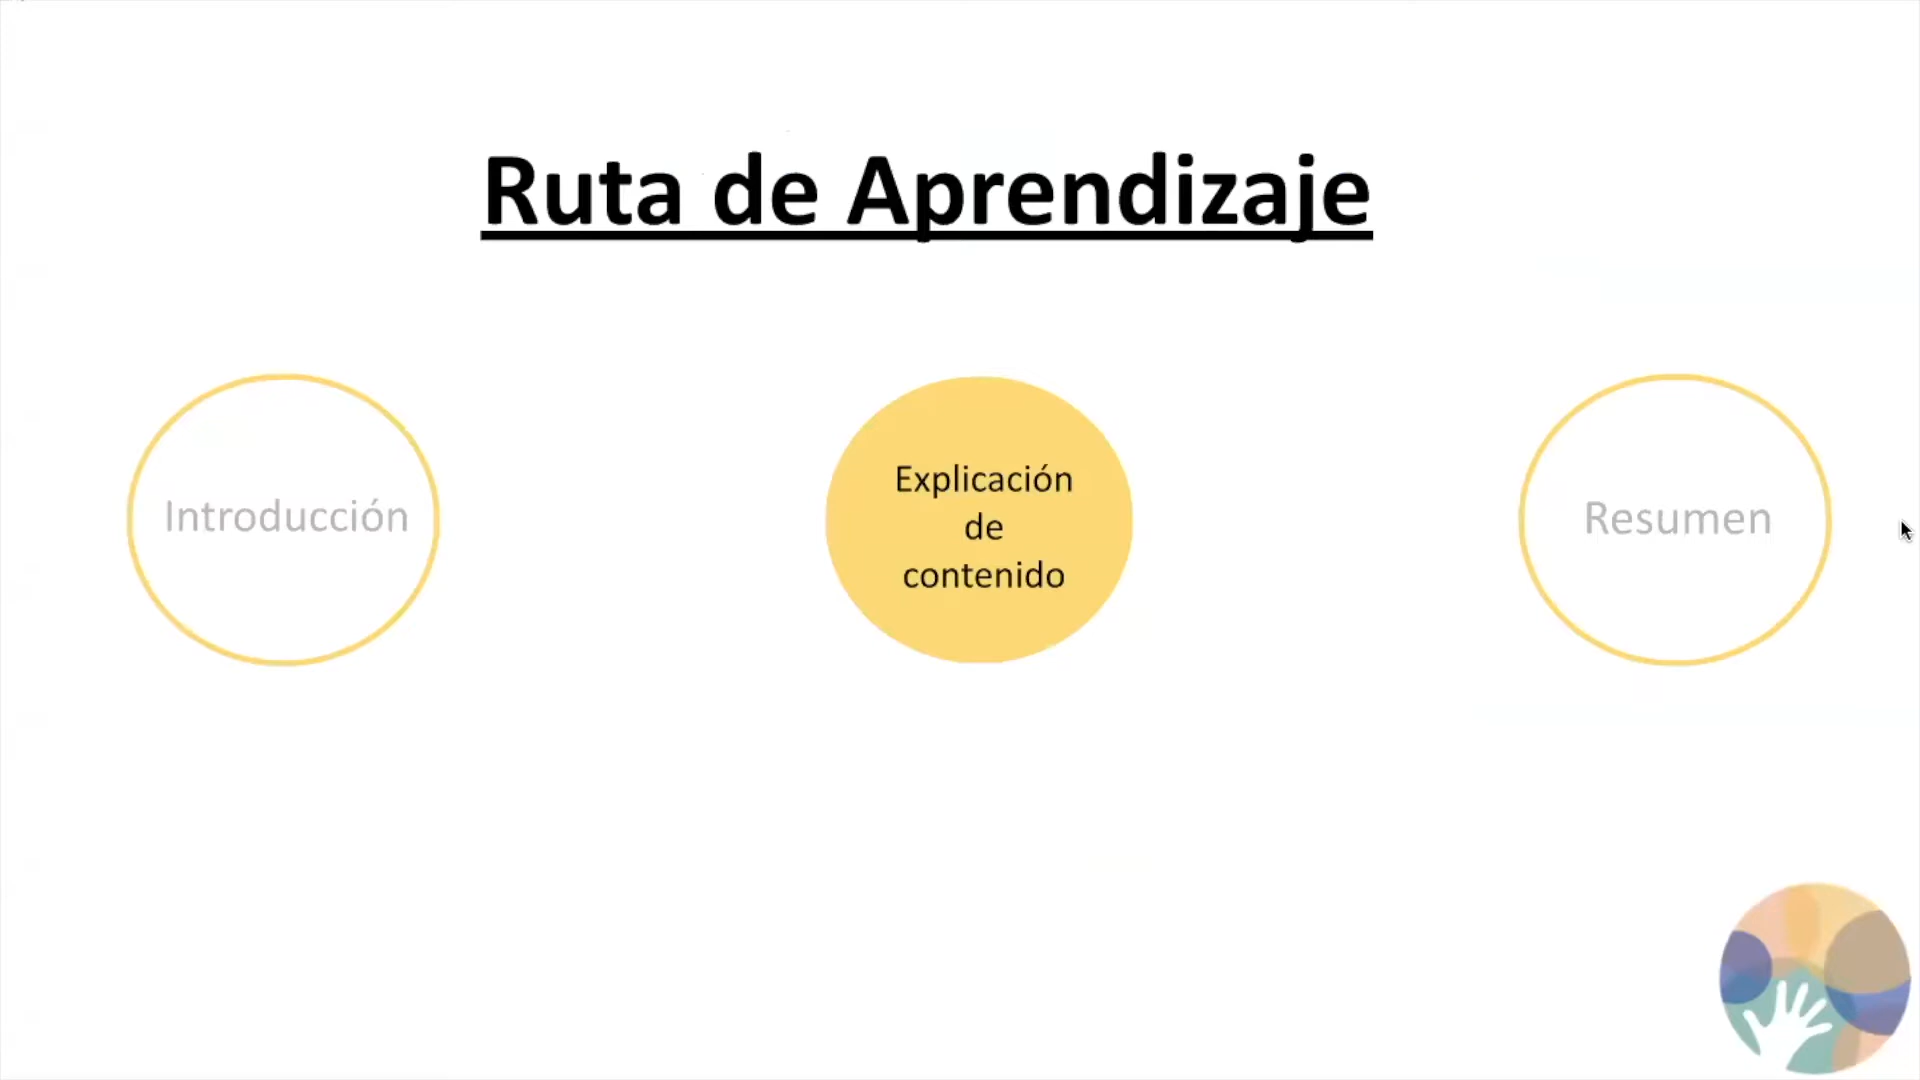 Ruta de Aprendizaje
Introducción
Explicación
de
contenido
Resumen